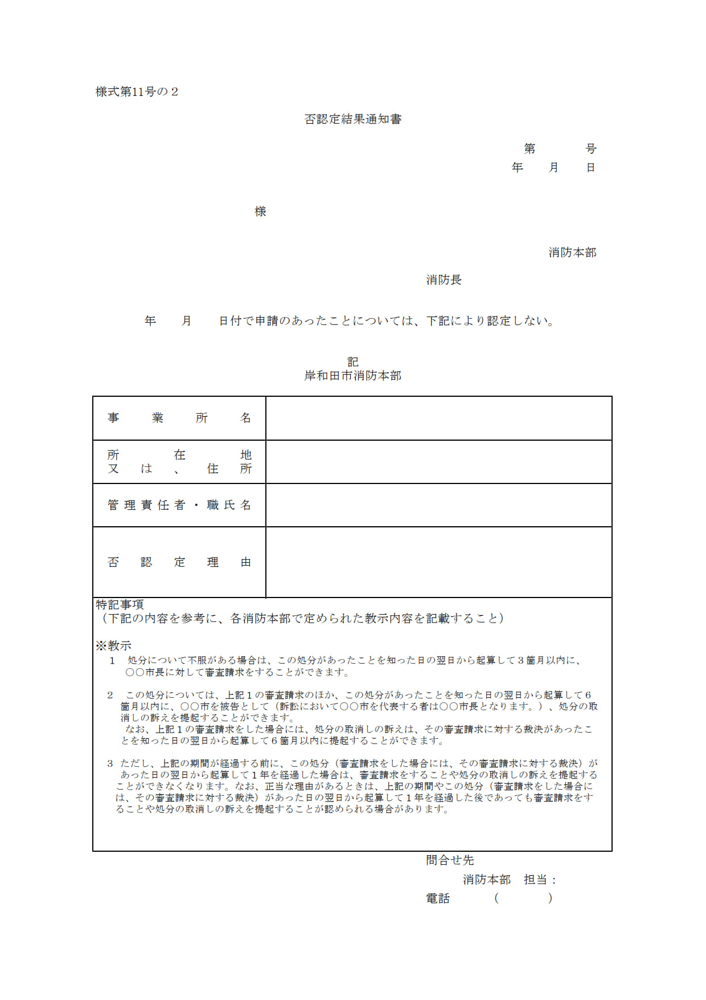 様式第11号の２
否認定結果通知書
第　　　　号
年　　月　　日
様
消防本部
消防長
年　　月　　日付で申請のあったことについては、下記により認定しない。
記
岸和田市消防本部
事業所名
所在地
又は、住所
管理責任者・職氏名
否認定理由
特記事項
（下記の内容を参考に、各消防本部で定められた教示内容を記載すること）
※教示
１　処分について不服がある場合は、この処分があったことを知った日の翌日から起算して３箇月以内に、
〇〇市長に対して審査請求をすることができます。
２　この処分については、上記１の審査請求のほか、この処分があったことを知った日の翌日から起算して６
箇月以内に、〇〇市を被告として（訴訟において〇〇市を代表する者は〇〇市長となります。）、処分の取
消しの訴えを提起することができます。
なお、上記１の審査請求をした場合には、処分の取消しの訴えは、その審査請求に対する裁決があったこ
とを知った日の翌日から起算して６箇月以内に提起することができます。
３ ただし、上記の期間が経過する前に、この処分（審査請求をした場合には、その審査請求に対する裁決）が
あった日の翌日から起算して１年を経過した場合は、審査請求をすることや処分の取消しの訴えを提起する
ことができなくなります。なお、正当な理由があるときは、上記の期間やこの処分（審査請求をした場合に
は、その審査請求に対する裁決）があった日の翌日から起算して１年を経過した後であっても審査請求をす
ることや処分の取消しの訴えを提起することが認められる場合があります。
問合せ先
消防本部　担当：
電話　　　（　　　　）